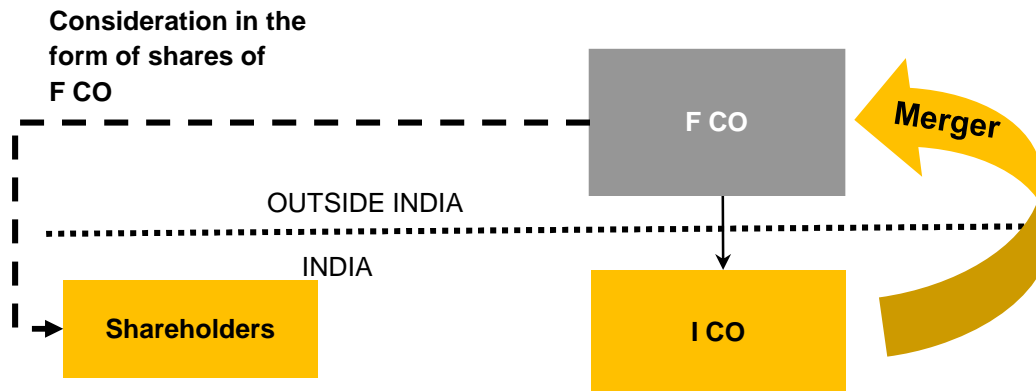 Consideration in the
form of shares of
F CO
F CO
Merger
OUTSIDE INDIA
INDIA
Shareholders
I CO